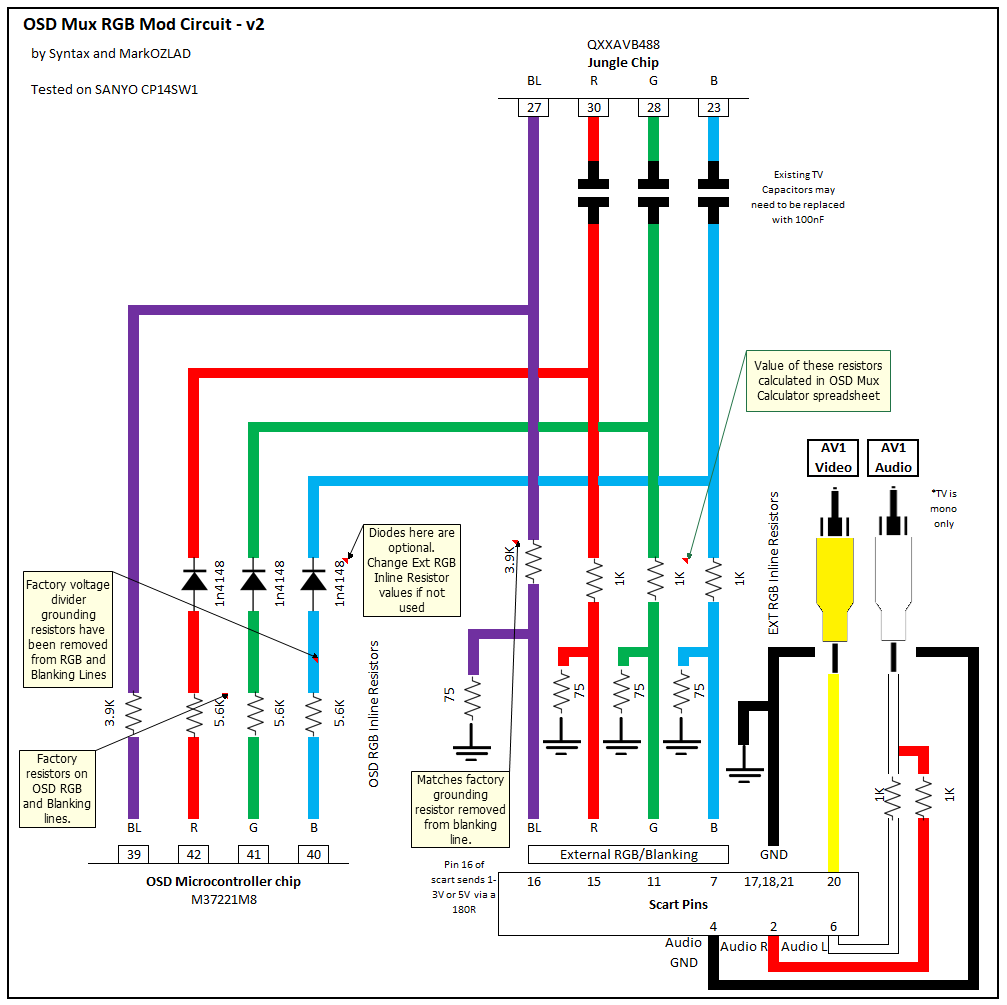 OSD Mux RGB Mod Circuit - v2
by Syntax and MarkOZLAD
Tested on SANYO CP14SW1
QXXAVB488
Jungle Chip
BL
R
G
B
27
30
28
23
Existing TV
Capacitors may
need to be replaced
with 100nF
Value of these resistors
calculated in OSD Mux
Calculator spreadsheet
AV1
Video
AV1
Audio
*TV is
mono
only
EXT RGB Inline Resistors
Diodes here are
optional.
Change Ext RGB
Inline Resistor
values if not
used
1n4148
1n4148
1n4148
3.9K
1K
1K
1K
Factory voltage
divider
grounding
resistors have
been removed
from RGB and
Blanking Lines
OSD RGB Inline Resistors
3.9K
5.6K
5.6K
5.6K
75
75
75
75
Factory
resistors on
OSD RGB
and Blanking
lines.
Matches factory
grounding
resistor removed
from blanking
line.
1K
1K
BL
R
G
B
39
42
41
40
OSD Microcontroller chip
M37221M8
BL
R
G
B
GND
External RGB/Blanking
Pin 16 of
scart sends 1-
3V or 5V via a
180R
16
15
11
7
17,18,21
20
Scart Pins
4
2
6
Audio
GND
Audio R
Audio L